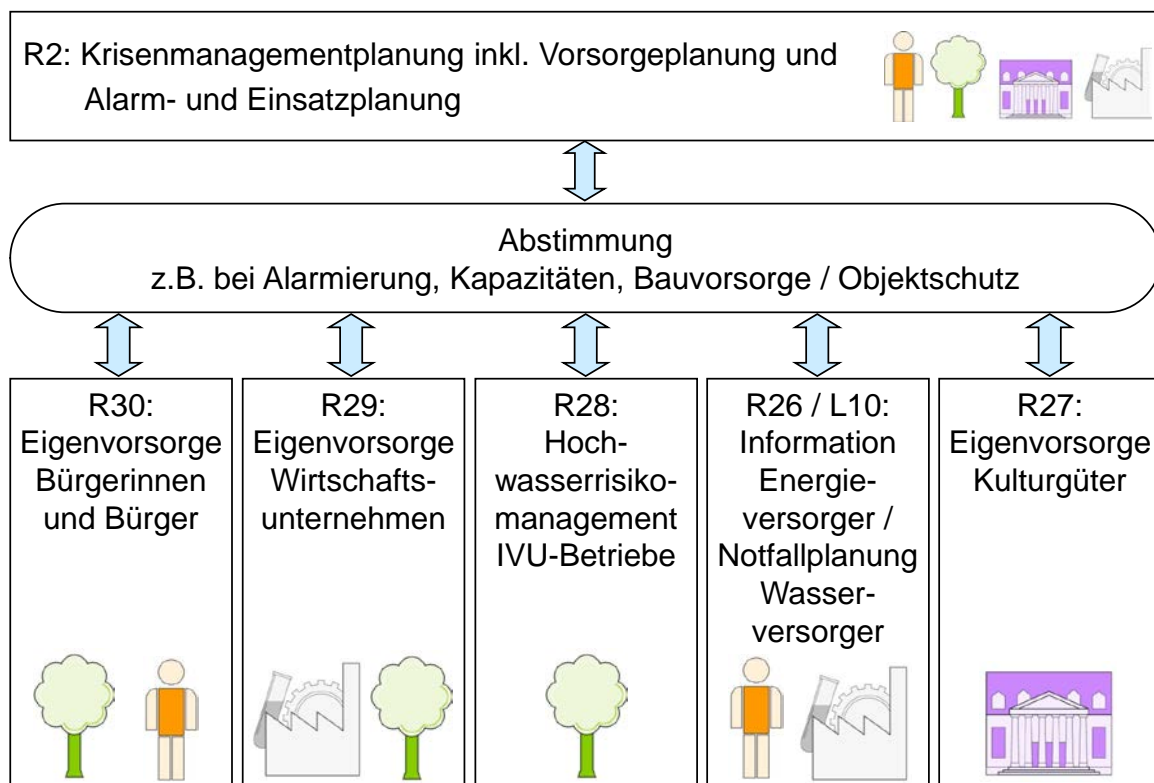 R2: Krisenmanagementplanung inkl. Vorsorgeplanung und
Alarm- und Einsatzplanung
Abstimmung
z.B. bei Alarmierung, Kapazitäten, Bauvorsorge / Objektschutz
R30:
Eigenvorsorge
Bürgerinnen
und Bürger
R29:
Eigenvorsorge
Wirtschafts-
unternehmen
R28:
Hoch-
wasserrisiko-
management
IVU-Betriebe
R26 / L10:
Information
Energie-
versorger /
Notfallplanung
Wasser-
versorger
R27:
Eigenvorsorge
Kulturgüter